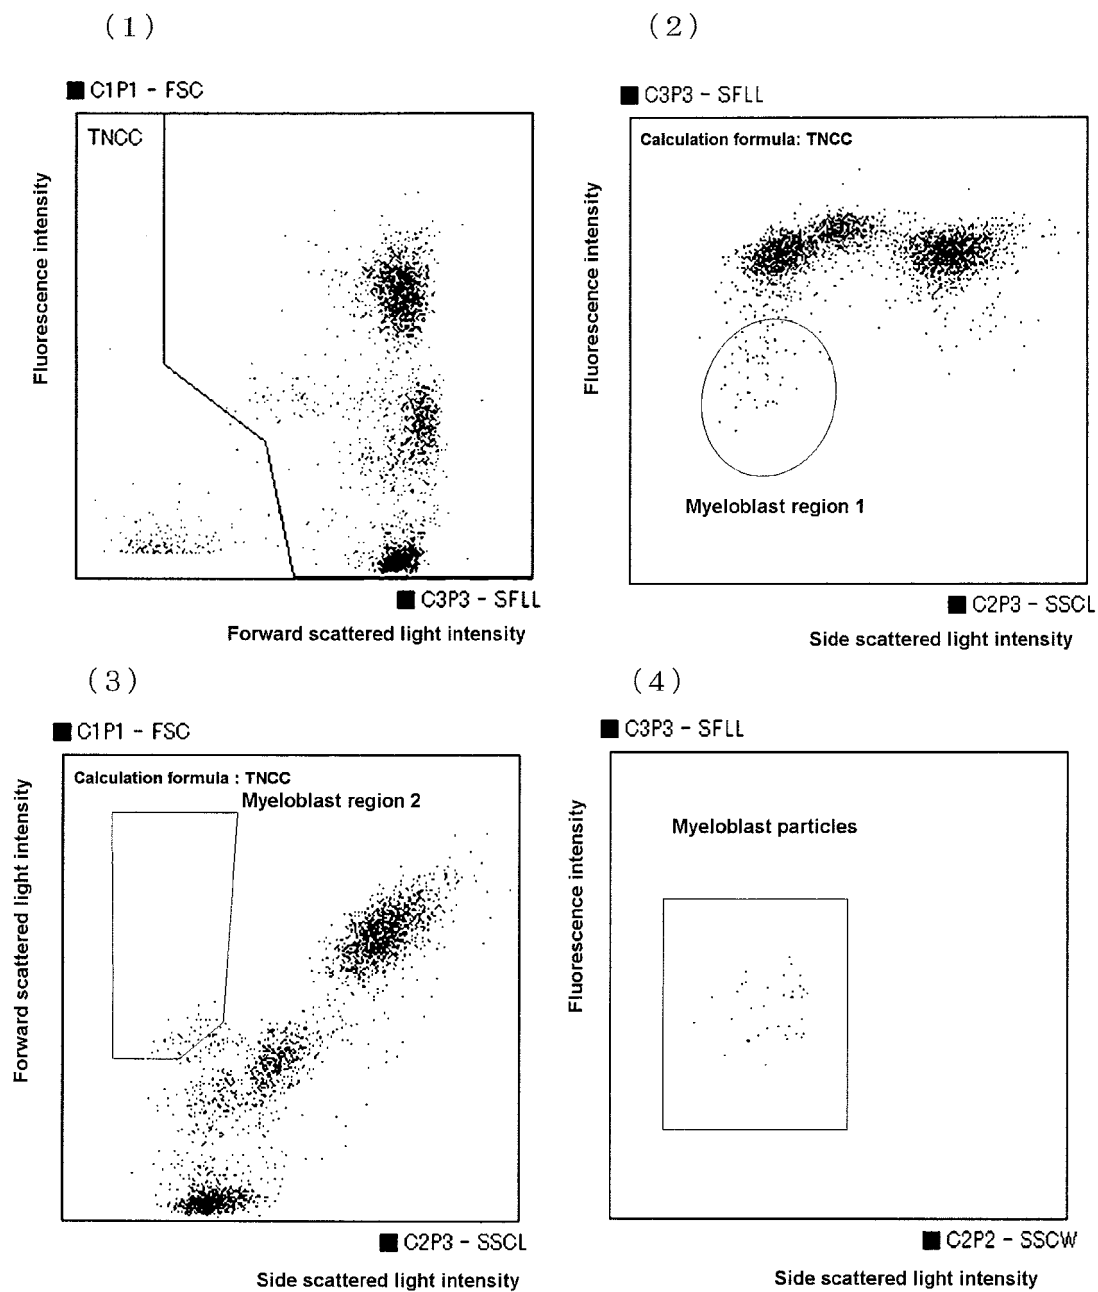 (1)
■ C1P1 - FSC
TNCC
Fluorescence intensity
■ C3P3 - SFLL
Forward scattered light intensity
(2)
■ C3P3 - SFLL
Calculation formula: TNCC
Fluorescence intensity
Myeloblast region 1
■ C2P3 - SSCL
Side scattered light intensity
(3)
■ C1P1 - FSC
Calculation formula : TNCC
Myeloblast region 2
Forward scattered light intensity
■ C2P3 - SSCL
Side scattered light intensity
(4)
■ C3P3 - SFLL
Myeloblast particles
Fluorescence intensity
■ C2P2 - SSCW
Side scattered light intensity